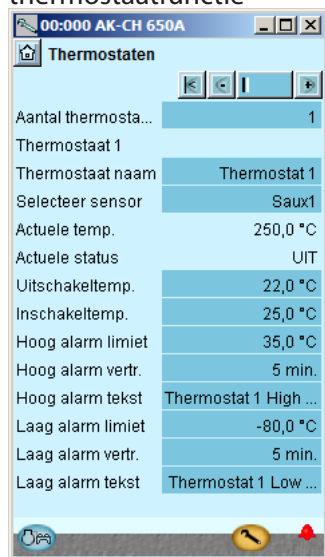 thermostaatfunctie
00:000 AK-CH 650A
Thermostaten
Aantal thermosta... 1
Thermostaat 1
Thermostaat naam Thermostat 1
Selecteer sensor Saux1
Actuele temp. 250,0 °C
Actuele status UIT
Uitschakeltemp. 22,0 °C
Inschakeltemp. 25,0 °C
Hoog alarm limiet 35,0 °C
Hoog alarm vertr. 5 min.
Hoog alarm tekst Thermostat 1 High ...
Laag alarm limiet -80,0 °C
Laag alarm vertr. 5 min.
Laag alarm tekst Thermostat 1 Low ...